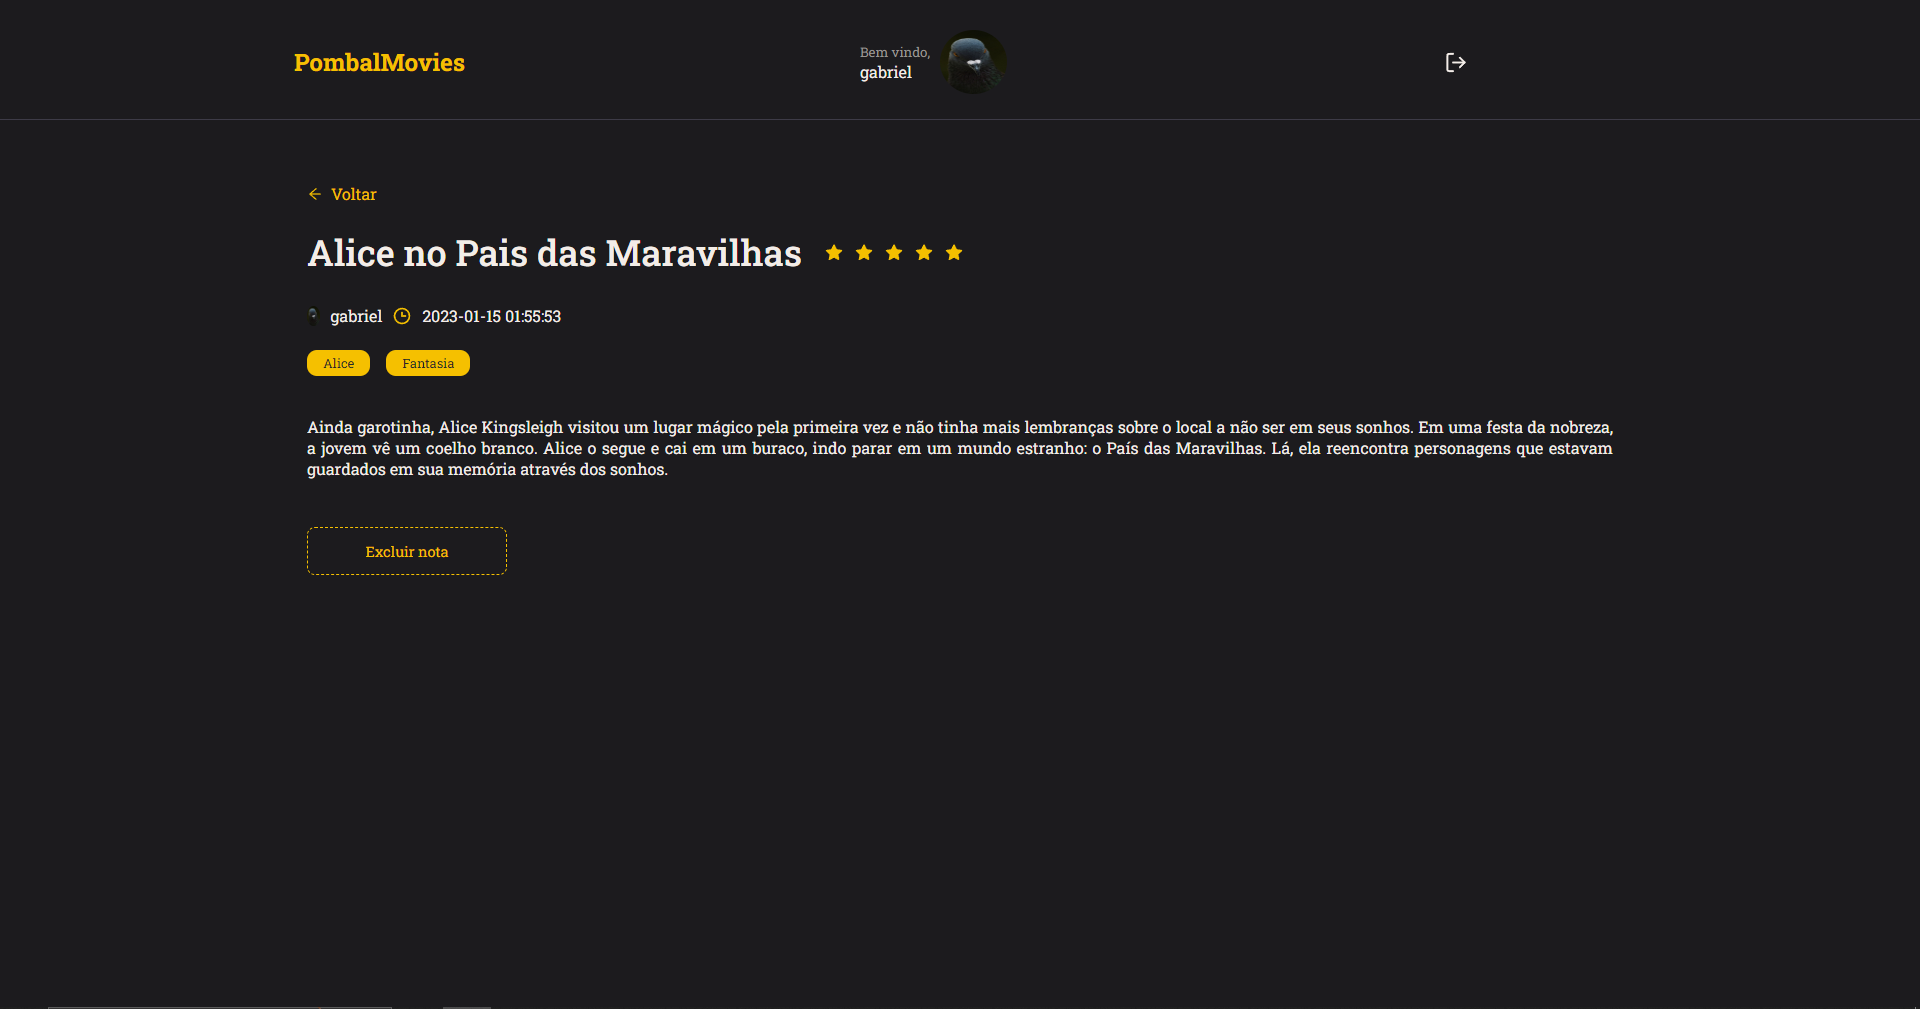 PombalMovies
Bem vindo,
gabriel
Voltar
Alice no Pais das Maravilhas
gabriel 2023-01-15 01:55:53
Alice Fantasia
Ainda garotinha, Alice Kingsleigh visitou um lugar mágico pela primeira vez e não tinha mais lembranças sobre o local a não ser em seus sonhos. Em uma festa da nobreza,
a jovem vê um coelho branco. Alice o segue e cai em um buraco, indo parar em um mundo estranho: o País das Maravilhas. Lá, ela reencontra personagens que estavam
guardados em sua memória através dos sonhos.
Excluir nota